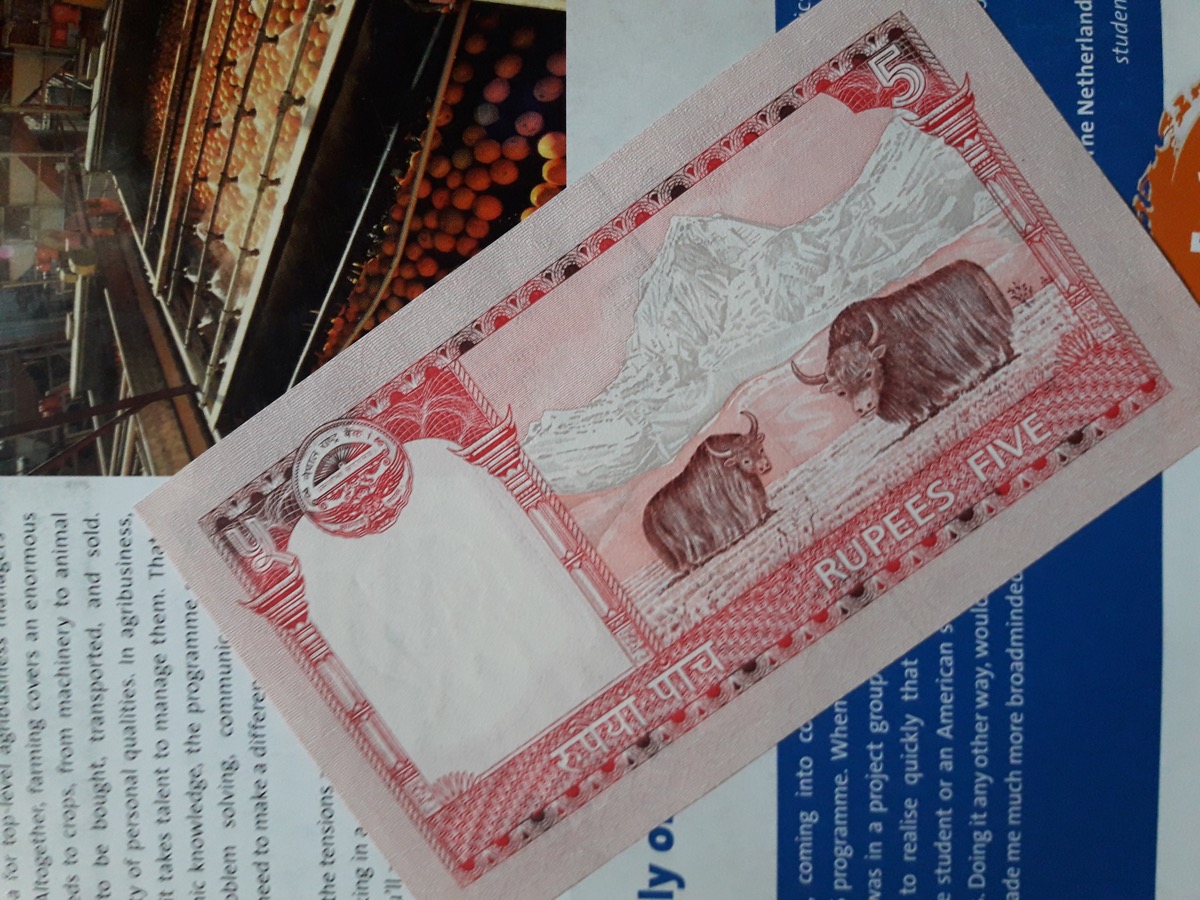 a for top-level agribusiness managers
Altogether, farming covers an enormous
eds to crops, from machinery to animal
to be bought, transported, and sold.
ty of personal qualities. In agribusiness,
it takes talent to manage them. That
ic knowledge, the programme
oblem solving, communic
need to make a differen
the tensions
king in a
u'll
ly o
रुपैयाँ पाँच
RUPEES FIVE
५
5
, coming into co
programme. When
was in a project group
to realise quickly that
e student or an American s
. Doing it any other way, would
ade me much more broadminded
he Netherland
studen